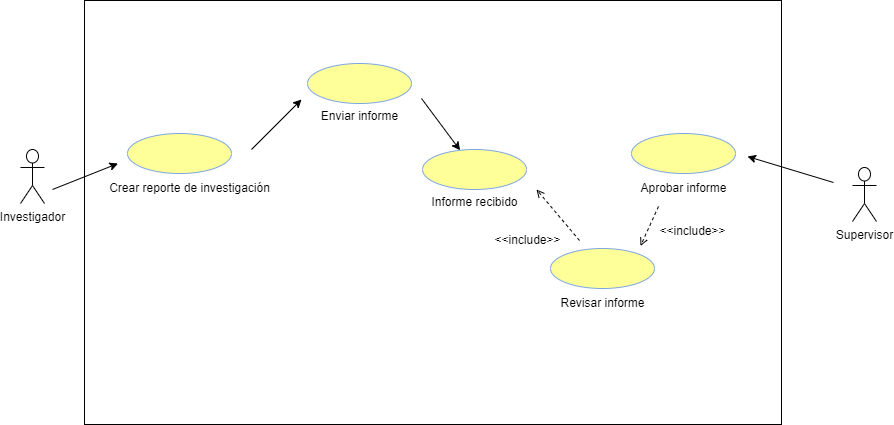 Enviar informe
Crear reporte de investigación
Investigador
Informe recibido
Aprobar informe
Supervisor
<<include>>
<<include>>
Revisar informe